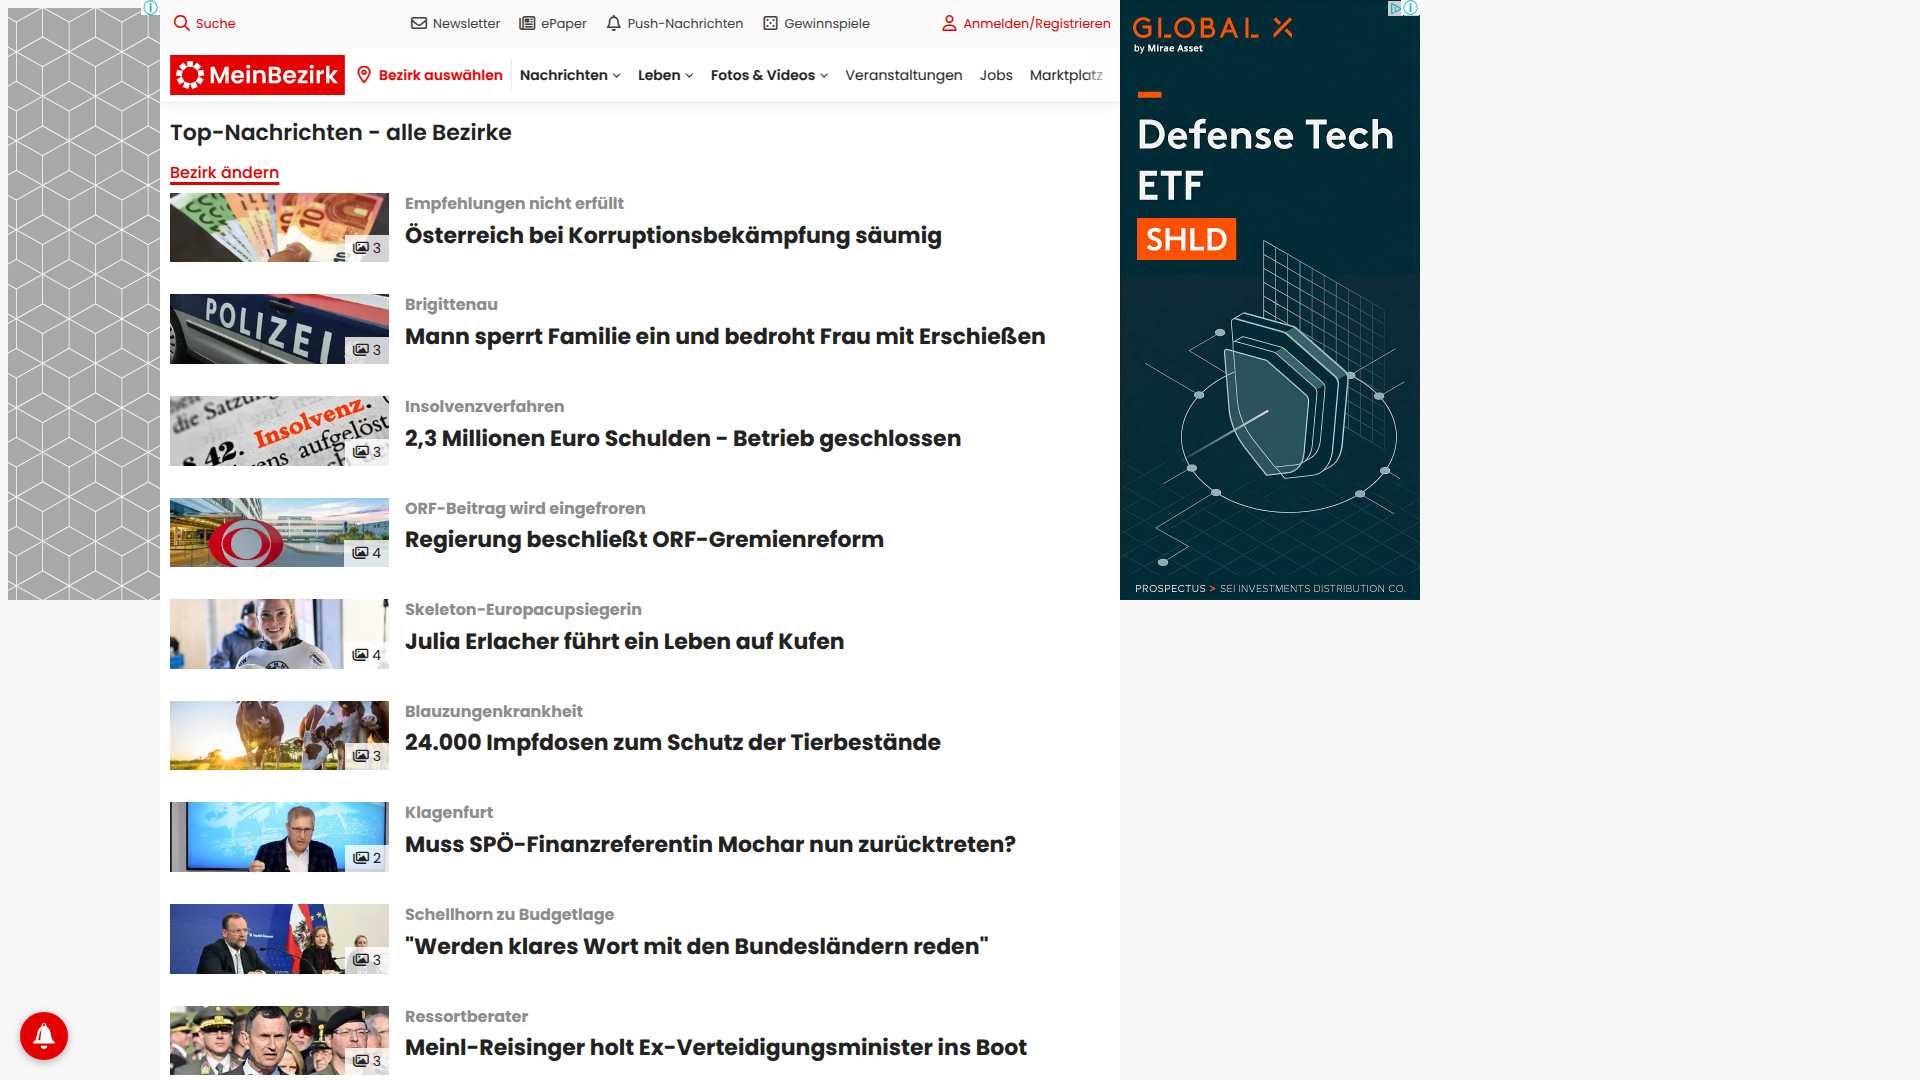 Suche
Newsletter
ePaper
Push-Nachrichten
Gewinnspiele
Anmelden/Registrieren
MeinBezirk
Bezirk auswählen
Nachrichten
Leben
Fotos & Videos
Veranstaltungen
Jobs
Marktplatz
Top-Nachrichten - alle Bezirke
Bezirk ändern
3
Empfehlungen nicht erfüllt
Österreich bei Korruptionsbekämpfung säumig
POLIZEI
3
Brigittenau
Mann sperrt Familie ein und bedroht Frau mit Erschießen
die Satzung
§ 42. Insolvenz.
aufgelöst
3
Insolvenzverfahren
2,3 Millionen Euro Schulden - Betrieb geschlossen
4
ORF-Beitrag wird eingefroren
Regierung beschließt ORF-Gremienreform
4
Skeleton-Europacupsiegerin
Julia Erlacher führt ein Leben auf Kufen
3
Blauzungenkrankheit
24.000 Impfdosen zum Schutz der Tierbestände
2
Klagenfurt
Muss SPÖ-Finanzreferentin Mochar nun zurücktreten?
3
Schellhorn zu Budgetlage
"Werden klares Wort mit den Bundesländern reden"
3
Ressortberater
Meinl-Reisinger holt Ex-Verteidigungsminister ins Boot
GLOBAL X
by Mirae Asset
Defense Tech
ETF
SHLD
PROSPECTUS > SEI INVESTMENTS DISTRIBUTION CO.